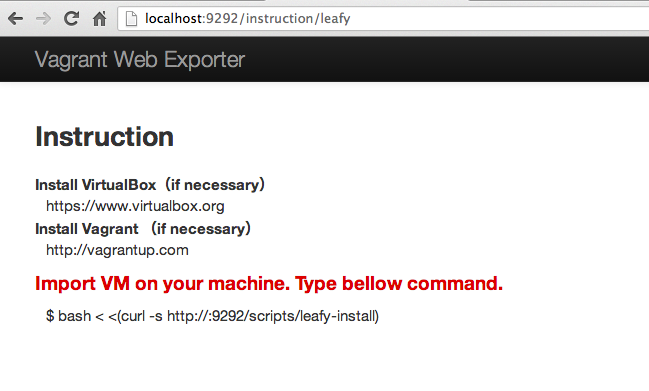 localhost:9292/instruction/leafy
Vagrant Web Exporter
Instruction
Install VirtualBox（if necessary）
https://www.virtualbox.org
Install Vagrant （if necessary）
http://vagrantup.com
Import VM on your machine. Type bellow command.
$ bash < <(curl -s http://:9292/scripts/leafy-install)